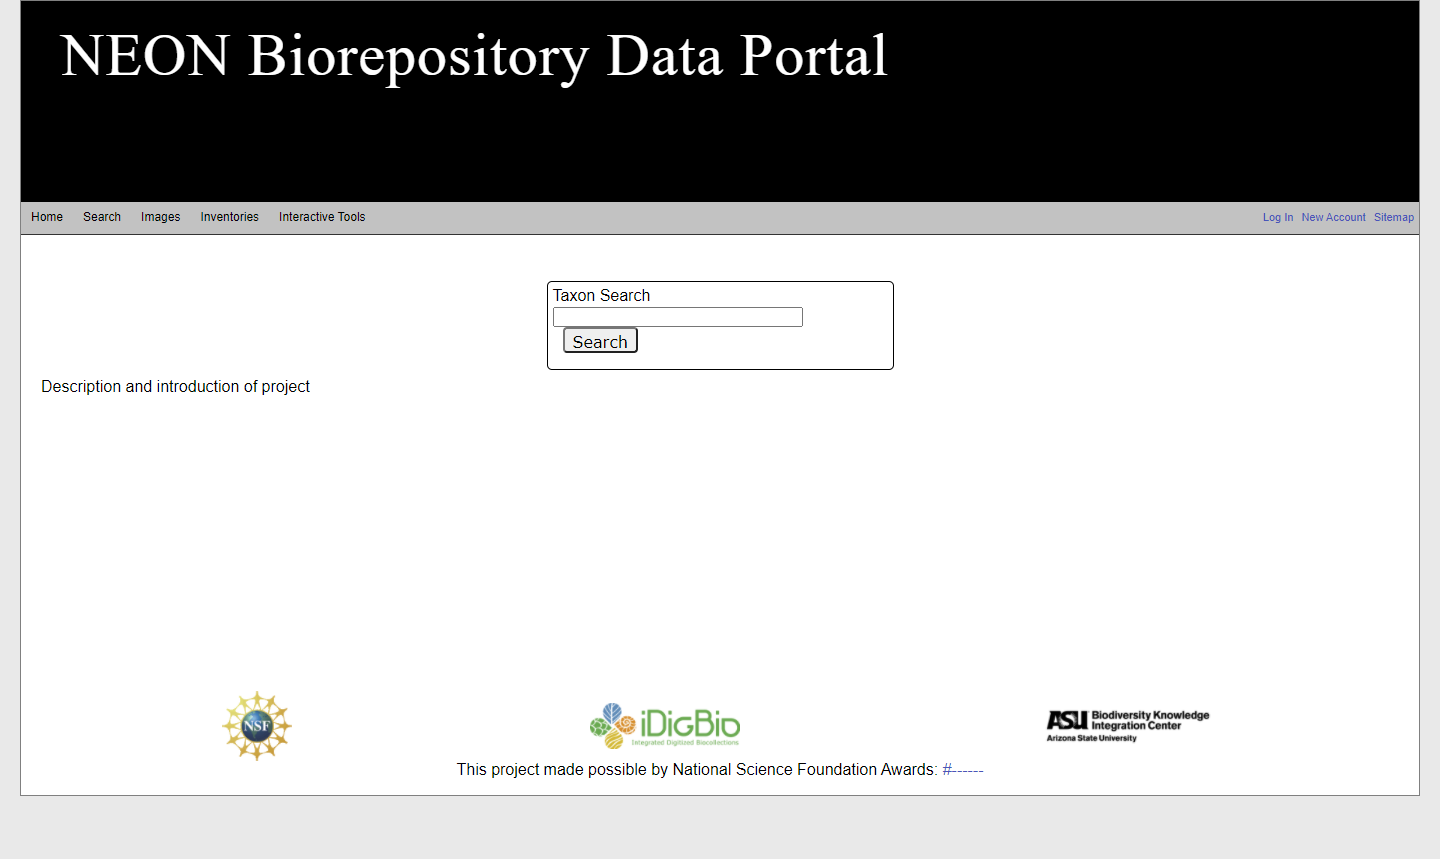 NEON Biorepository Data Portal
Home Search Images Inventories Interactive Tools Log In New Account Sitemap
Taxon Search
Search
Description and introduction of project
NSF
iDigBio
Integrated Digitized Biocollections
ASU Biodiversity Knowledge
Integration Center
Arizona State University
This project made possible by National Science Foundation Awards: #------